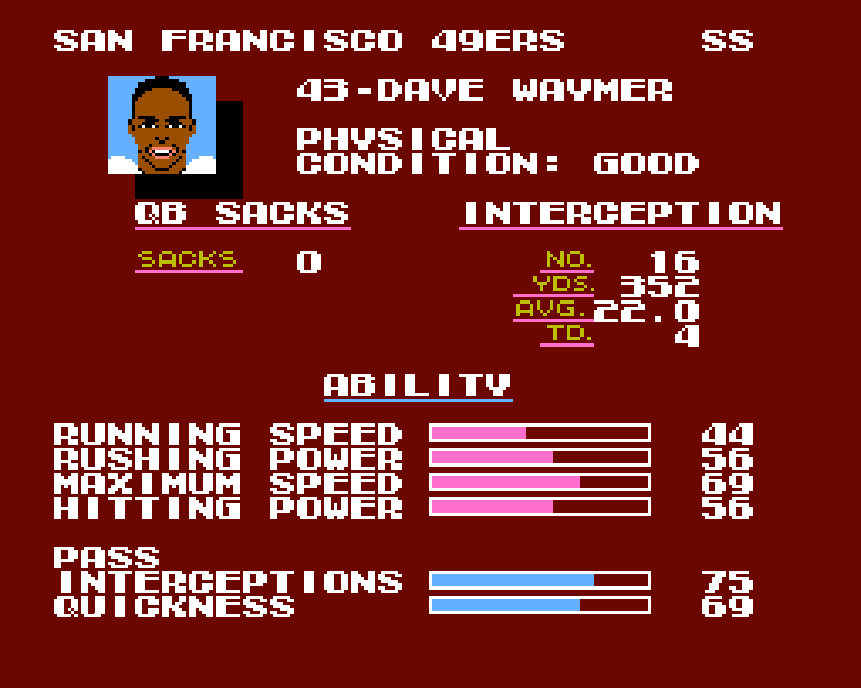 SAN FRANCISCO 49ERS SS
43-DAVE WAYMER
PHYSICAL
CONDITION: GOOD
QB SACKS INTERCEPTION
SACKS 0 NO. 16
YDS. 352
AVG. 22.0
TD. 4
ABILITY
RUNNING SPEED 44
RUSHING POWER 56
MAXIMUM SPEED 69
HITTING POWER 56
PASS
INTERCEPTIONS 75
QUICKNESS 69